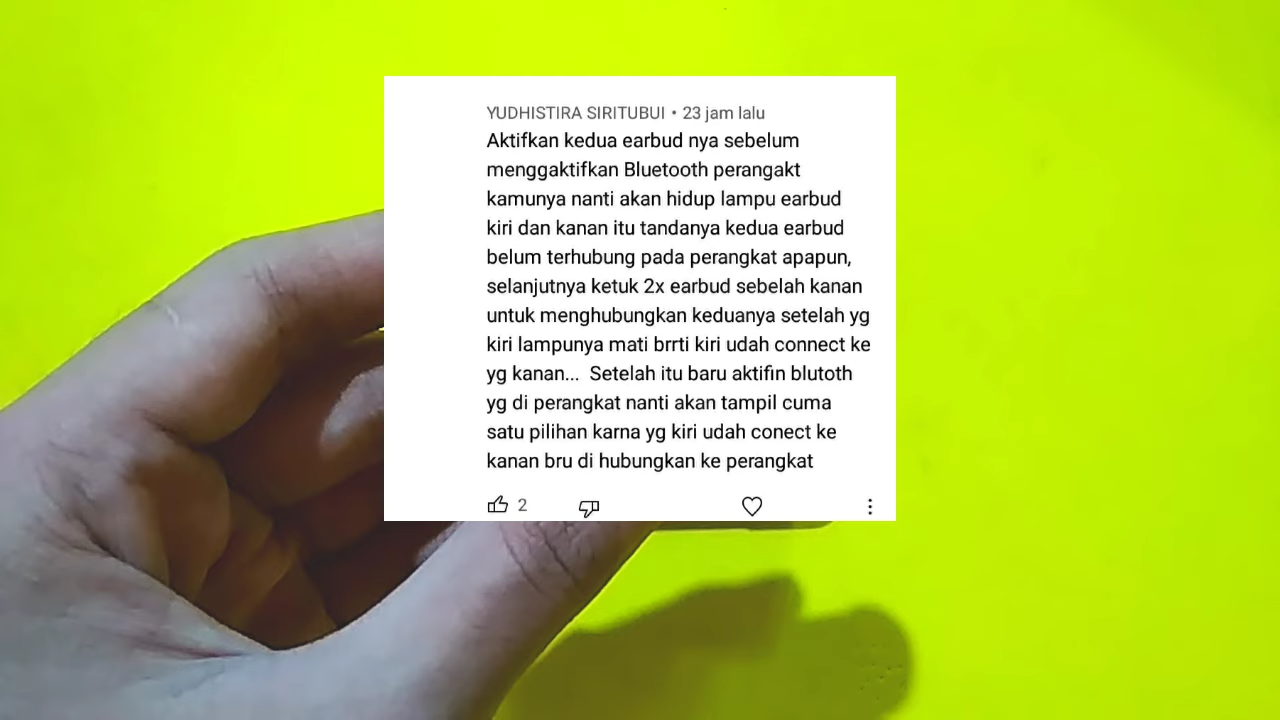 YUDHISTIRA SIRITUBUI • 23 jam lalu
Aktifkan kedua earbud nya sebelum
menggaktifkan Bluetooth perangakt
kamunya nanti akan hidup lampu earbud
kiri dan kanan itu tandanya kedua earbud
belum terhubung pada perangkat apapun,
selanjutnya ketuk 2x earbud sebelah kanan
untuk menghubungkan keduanya setelah yg
kiri lampunya mati brrti kiri udah connect ke
yg kanan...  Setelah itu baru aktifin blutoth
yg di perangkat nanti akan tampil cuma
satu pilihan karna yg kiri udah conect ke
kanan bru di hubungkan ke perangkat
2